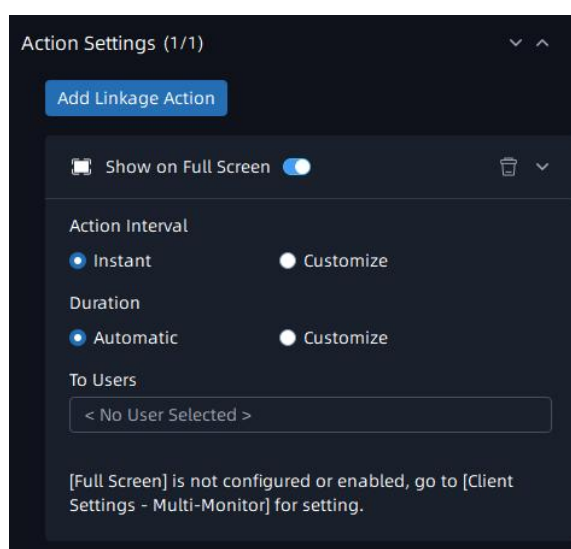 Action Settings (1/1)
Add Linkage Action
Show on Full Screen
Action Interval
Instant Customize
Duration
Automatic Customize
To Users
< No User Selected >
[Full Screen] is not configured or enabled, go to [Client
Settings - Multi-Monitor] for setting.